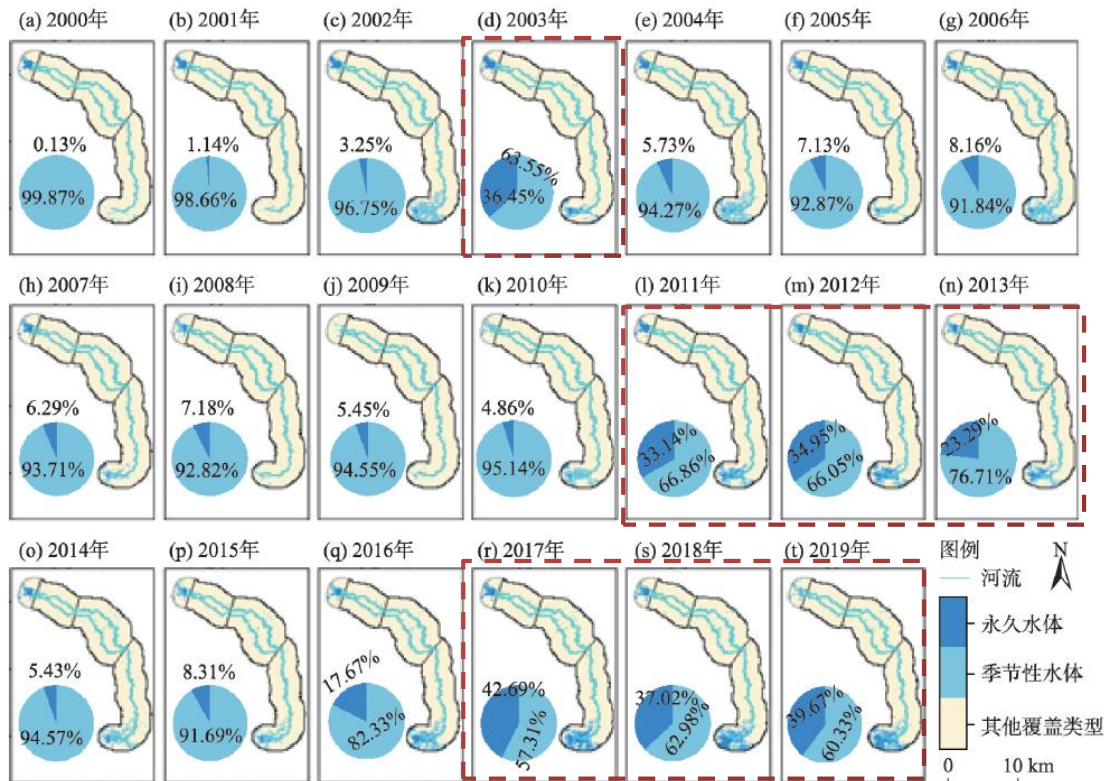 (a) 2000年 (b) 2001年 (c) 2002年 (d) 2003年 (e) 2004年 (f) 2005年 (g) 2006年
0.13% 1.14% 3.25% 63.55% 5.73% 7.13% 8.16%
99.87% 98.66% 96.75% 36.45% 94.27% 92.87% 91.84%
(h) 2007年 (i) 2008年 (j) 2009年 (k) 2010年 (l) 2011年 (m) 2012年 (n) 2013年
6.29% 7.18% 5.45% 4.86% 33.14% 34.95% 23.29%
93.71% 92.82% 94.55% 95.14% 66.86% 66.05% 76.71%
(o) 2014年 (p) 2015年 (q) 2016年 (r) 2017年 (s) 2018年 (t) 2019年
5.43% 8.31% 17.67% 42.69% 37.02% 39.67%
94.57% 91.69% 82.33% 57.31% 62.98% 60.33%
图例 N
河流
永久水体
季节性水体
其他覆盖类型
0 10 km